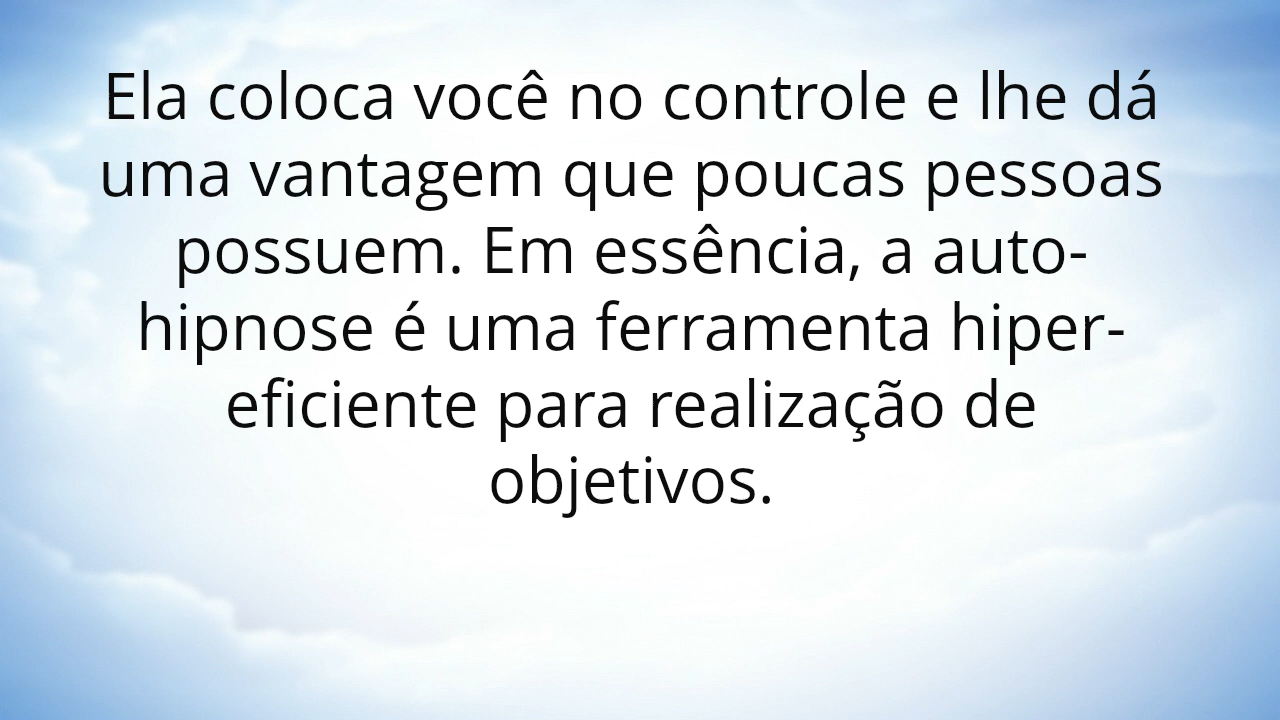 Ela coloca você no controle e lhe dá
uma vantagem que poucas pessoas
possuem. Em essência, a auto-
hipnose é uma ferramenta hiper-
eficiente para realização de
objetivos.